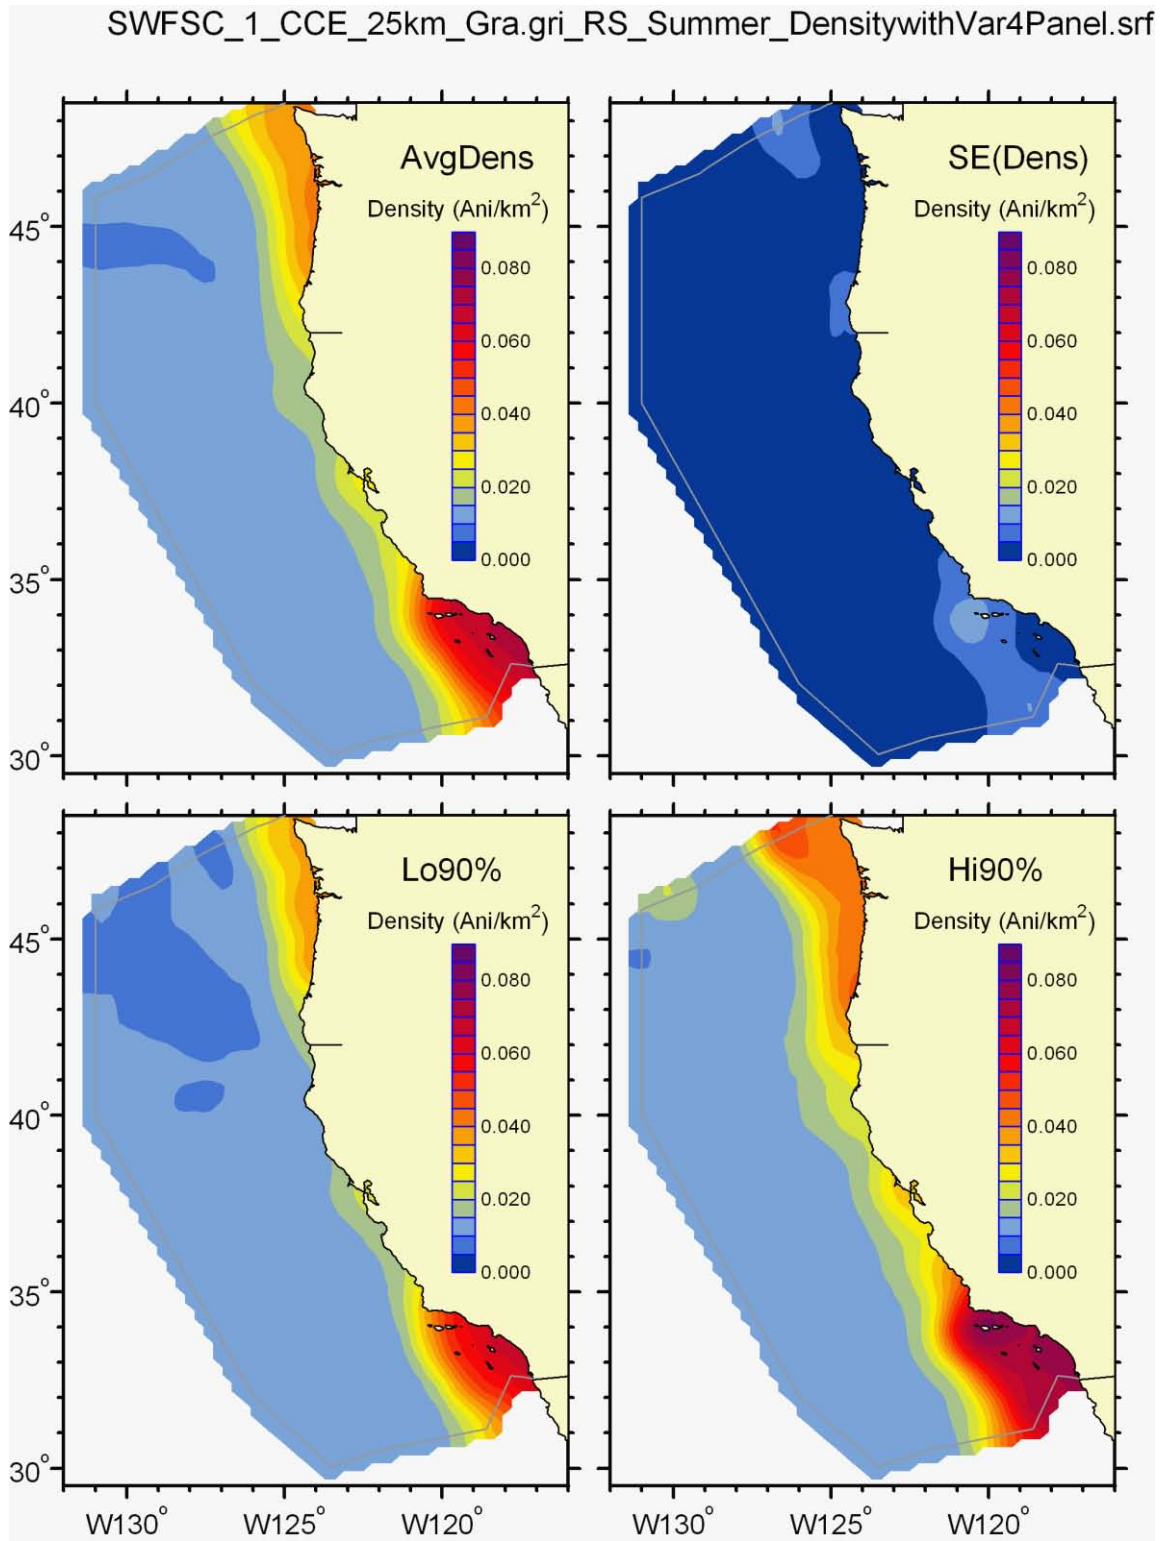 SWFSC_1_CCE_25km_Gra.gri_RS_Summer_DensitywithVar4Panel.srf
AvgDens
Density (Ani/km²)
0.080
0.060
0.040
0.020
0.000
45°
40°
35°
30°
SE(Dens)
Density (Ani/km²)
0.080
0.060
0.040
0.020
0.000
Lo90%
Density (Ani/km²)
0.080
0.060
0.040
0.020
0.000
45°
40°
35°
30°
W130° W125° W120°
Hi90%
Density (Ani/km²)
0.080
0.060
0.040
0.020
0.000
W130° W125° W120°